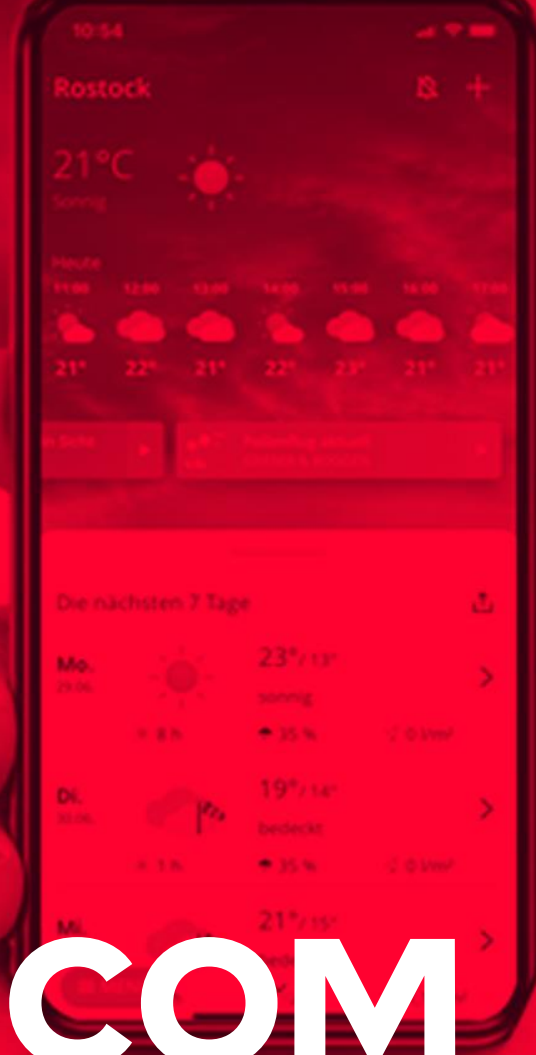 10:54
Rostock
21°C
Sonnig
Heute
11:00 12:00 13:00 14:00 15:00 16:00 17:00
21° 22° 21° 22° 23° 21° 21°
Die nächsten 7 Tage
Mo. 23°/ 13°
29.06. sonnig
8 h 35 % 0 l/m²
Di. 19°/ 14°
30.06. bedeckt
1 h 35 % 0 l/m²
Mi. 21°/ 15°
COM